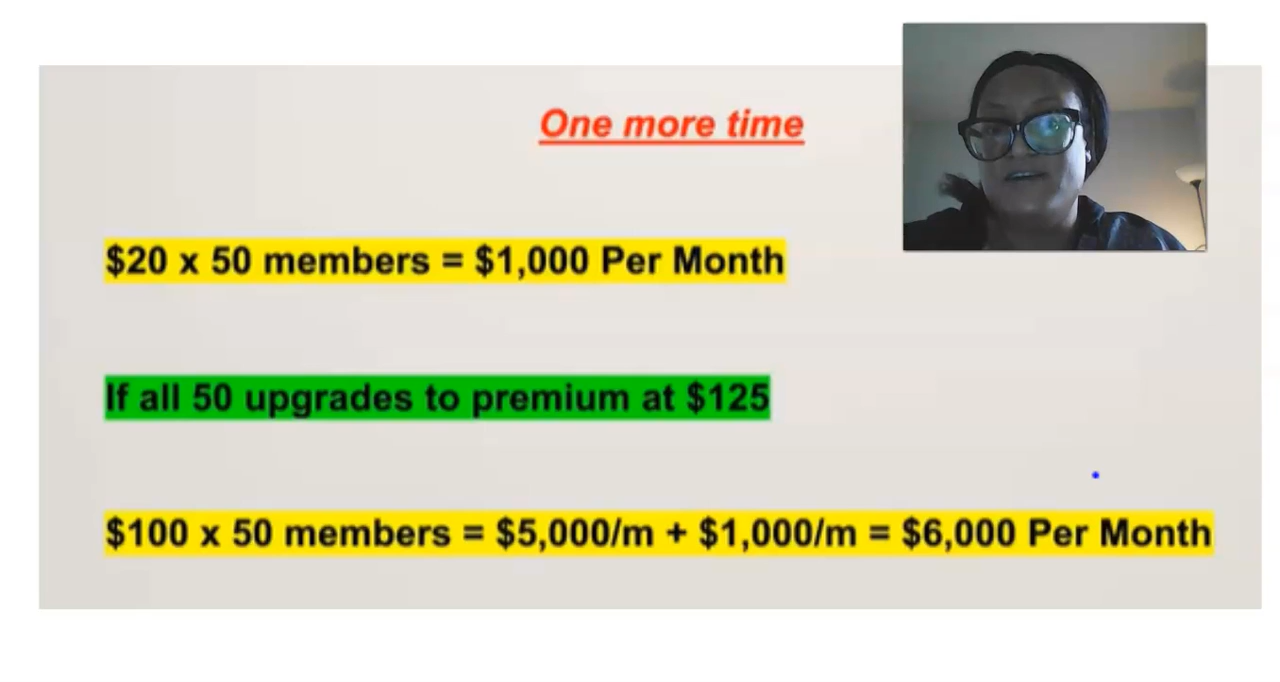 One more time
$20 x 50 members = $1,000 Per Month
If all 50 upgrades to premium at $125
$100 x 50 members = $5,000/m + $1,000/m = $6,000 Per Month